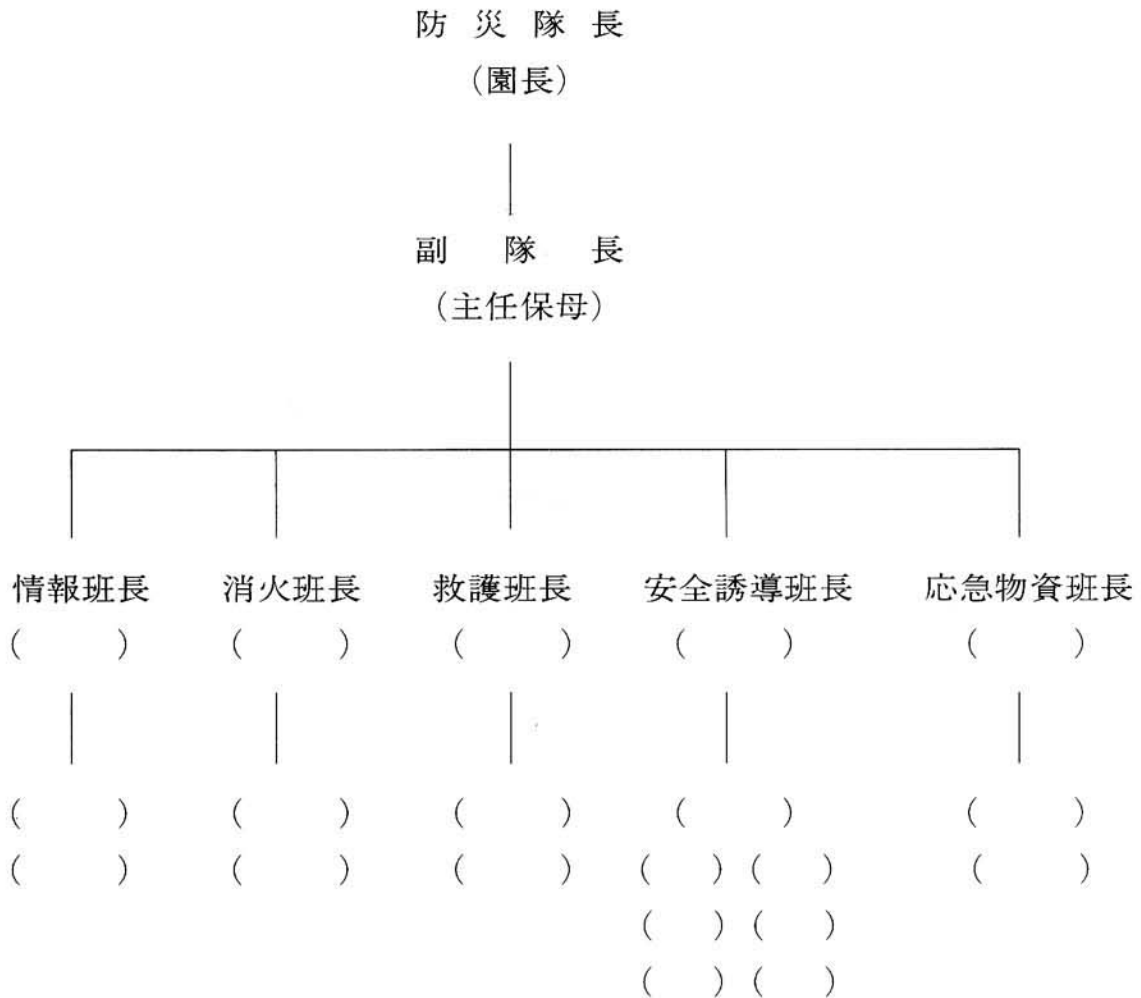 防災隊長
(園長)
副隊長
(主任保母)
情報班長 消火班長 救護班長 安全誘導班長 応急物資班長
(　　) (　　) (　　) (　　) (　　)
(　　) (　　) (　　) (　　) (　　)
(　　) (　　) (　　) (　　) (　　) (　　)
(　　) (　　)
(　　) (　　)